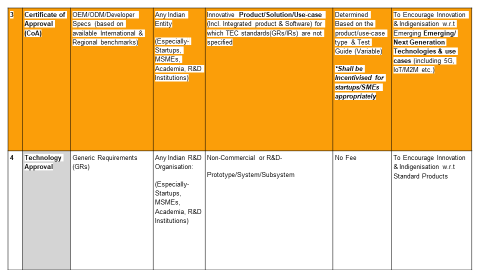 3
Certificate of
Approval
(CoA)
OEM/ODM/Developer
Specs (based on
available International &
Regional benchmarks)
Any Indian
Entity
(Especially-
Startups,
MSMEs,
Academia, R&D
Institutions)
Innovative Product/Solution/Use-case
(Incl. Integrated product & Software) for
which TEC standards(GRs/IRs) are not
specified
Determined
Based on the
product/use-case
type & Test
Guide (Variable)
*Shall be
Incentivised for
startups/SMEs
appropriately
To Encourage Innovation
& Indigenisation w.r.t
Emerging Emerging/
Next Generation
Technologies & use
cases (including 5G,
IoT/M2M etc.)
4
Technology
Approval
Generic Requirements
(GRs)
Any Indian R&D
Organisation:
(Especially-
Startups,
MSMEs,
Academia, R&D
Institutions)
Non-Commercial or R&D-
Prototype/System/Subsystem
No Fee
To Encourage Innovation
& Indigenisation w.r.t
Standard Products